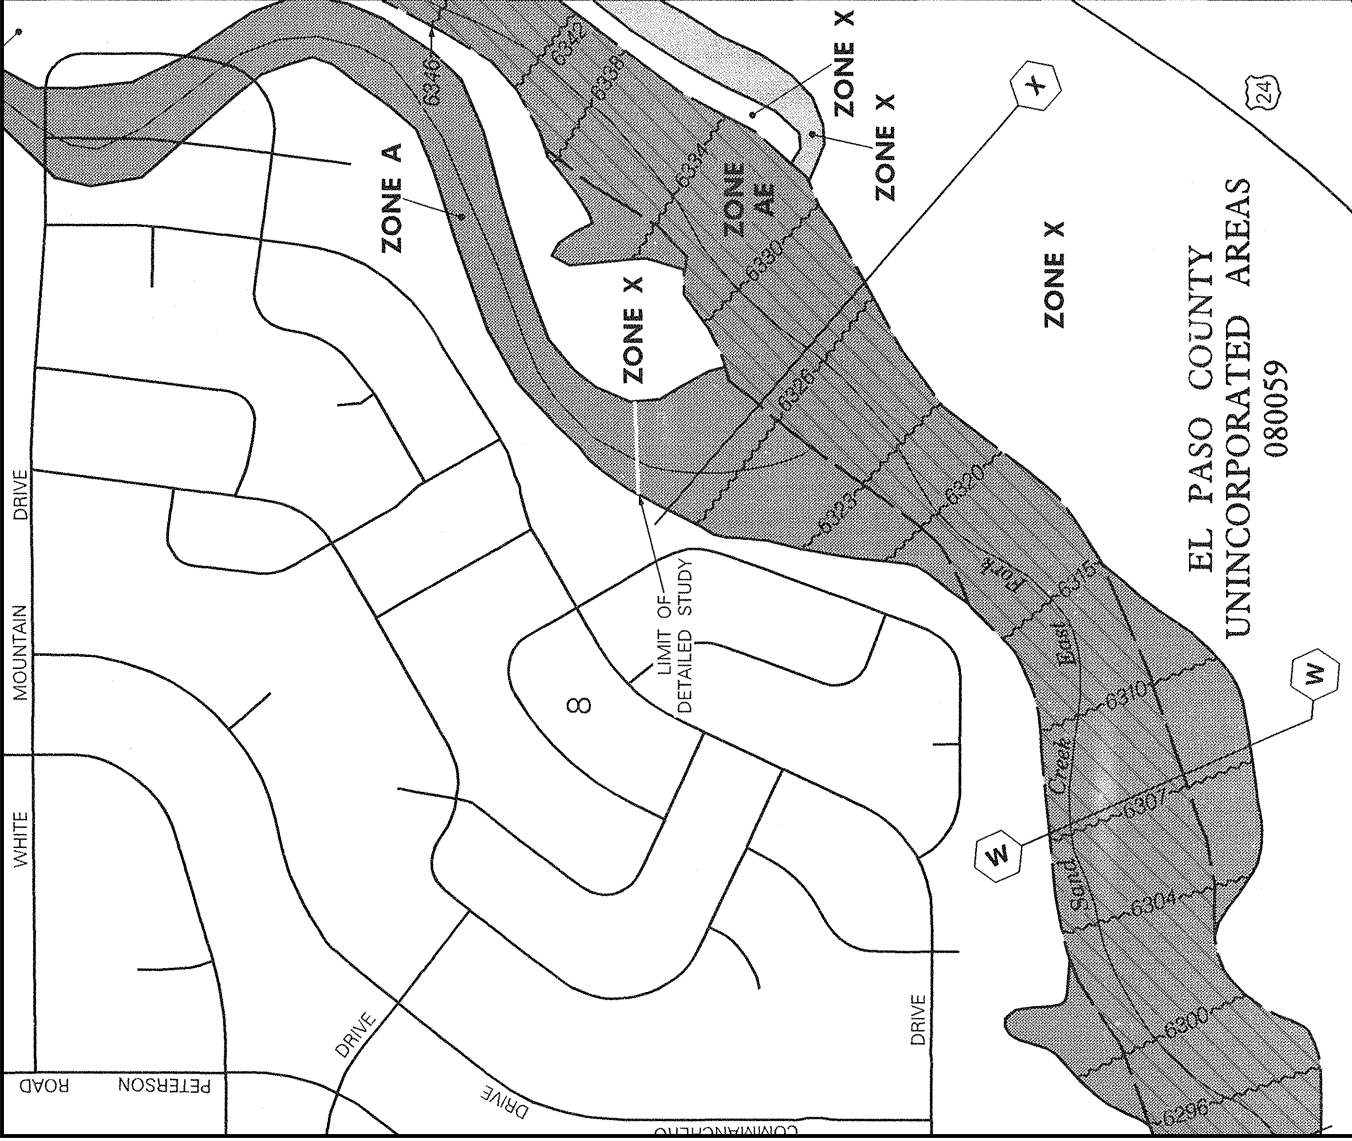 6346
6342
6338
ZONE X
ZONE X
24
X
ZONE A
6334
ZONE
AE
6330
ZONE X
ZONE X
EL PASO COUNTY
UNINCORPORATED AREAS
080059
6326
6323
6320
6315
6310
6307
6304
6300
6296
LIMIT OF
DETAILED STUDY
8
Sand Creek East Fork
W
W
WHITE MOUNTAIN DRIVE
PETERSON ROAD
DRIVE
DRIVE
DRIVE
COMMANCHERO